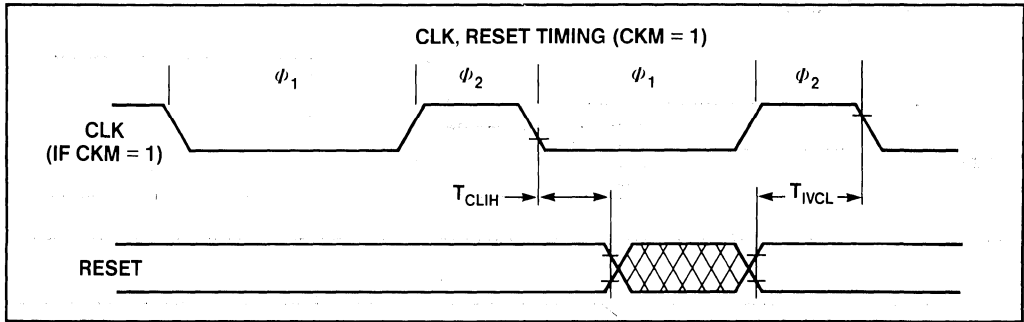 CLK, RESET TIMING (CKM = 1)
Φ1 Φ2 Φ1 Φ2
CLK
(IF CKM = 1)
TCLIH TIVCL
RESET